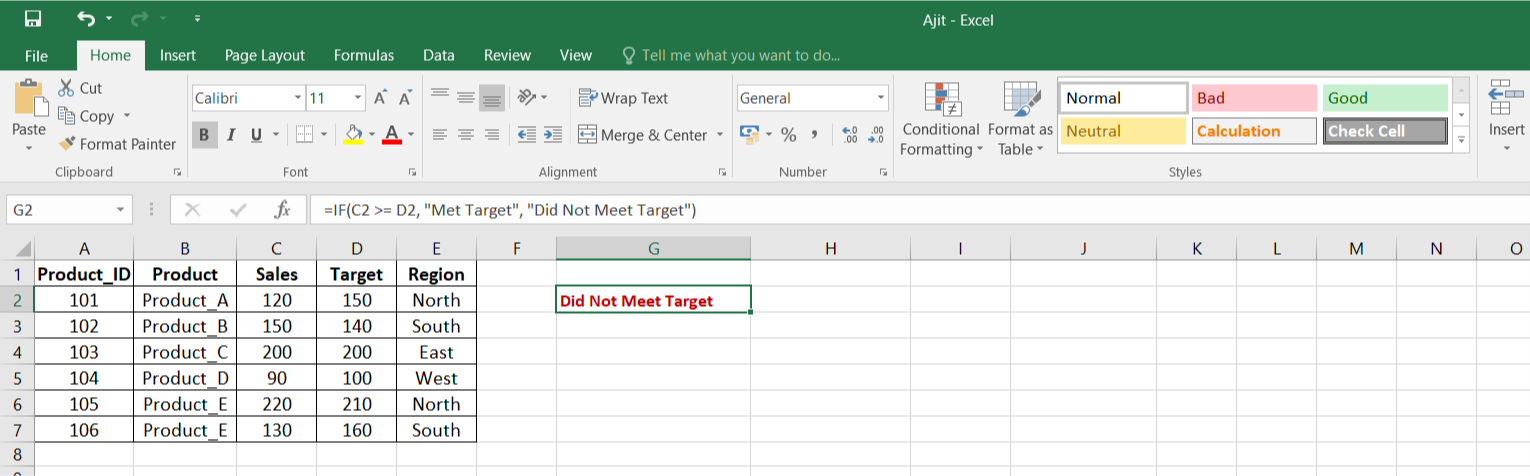 Ajit - Excel
File Home Insert Page Layout Formulas Data Review View Tell me what you want to do...
Paste
Cut
Copy
Format Painter
Clipboard
Calibri 11
B I U
Font
Wrap Text
Merge & Center
Alignment
General
% ,
Number
Conditional Formatting
Format as Table
Normal Bad Good
Neutral Calculation Check Cell
Styles
Insert
G2 fx =IF(C2 >= D2, "Met Target", "Did Not Meet Target")
A B C D E F G H I J K L M N O
1 Product_ID Product Sales Target Region
2 101 Product_A 120 150 North Did Not Meet Target
3 102 Product_B 150 140 South
4 103 Product_C 200 200 East
5 104 Product_D 90 100 West
6 105 Product_E 220 210 North
7 106 Product_E 130 160 South
8